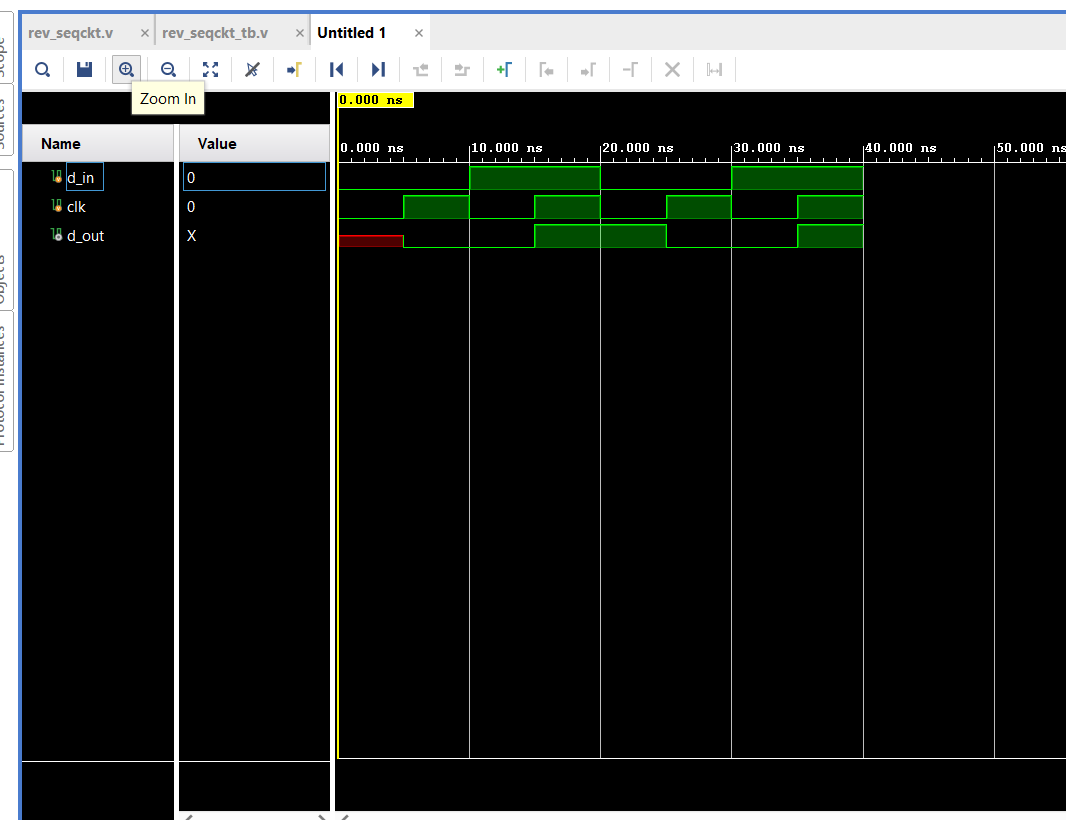 rev_seqckt.v × rev_seqckt_tb.v × Untitled 1 ×
Zoom In
0.000 ns
Name Value
0.000 ns 10.000 ns 20.000 ns 30.000 ns 40.000 ns 50.000 ns
d_in 0
clk 0
d_out X
Scope
Sources
Objects
Protocol Instances